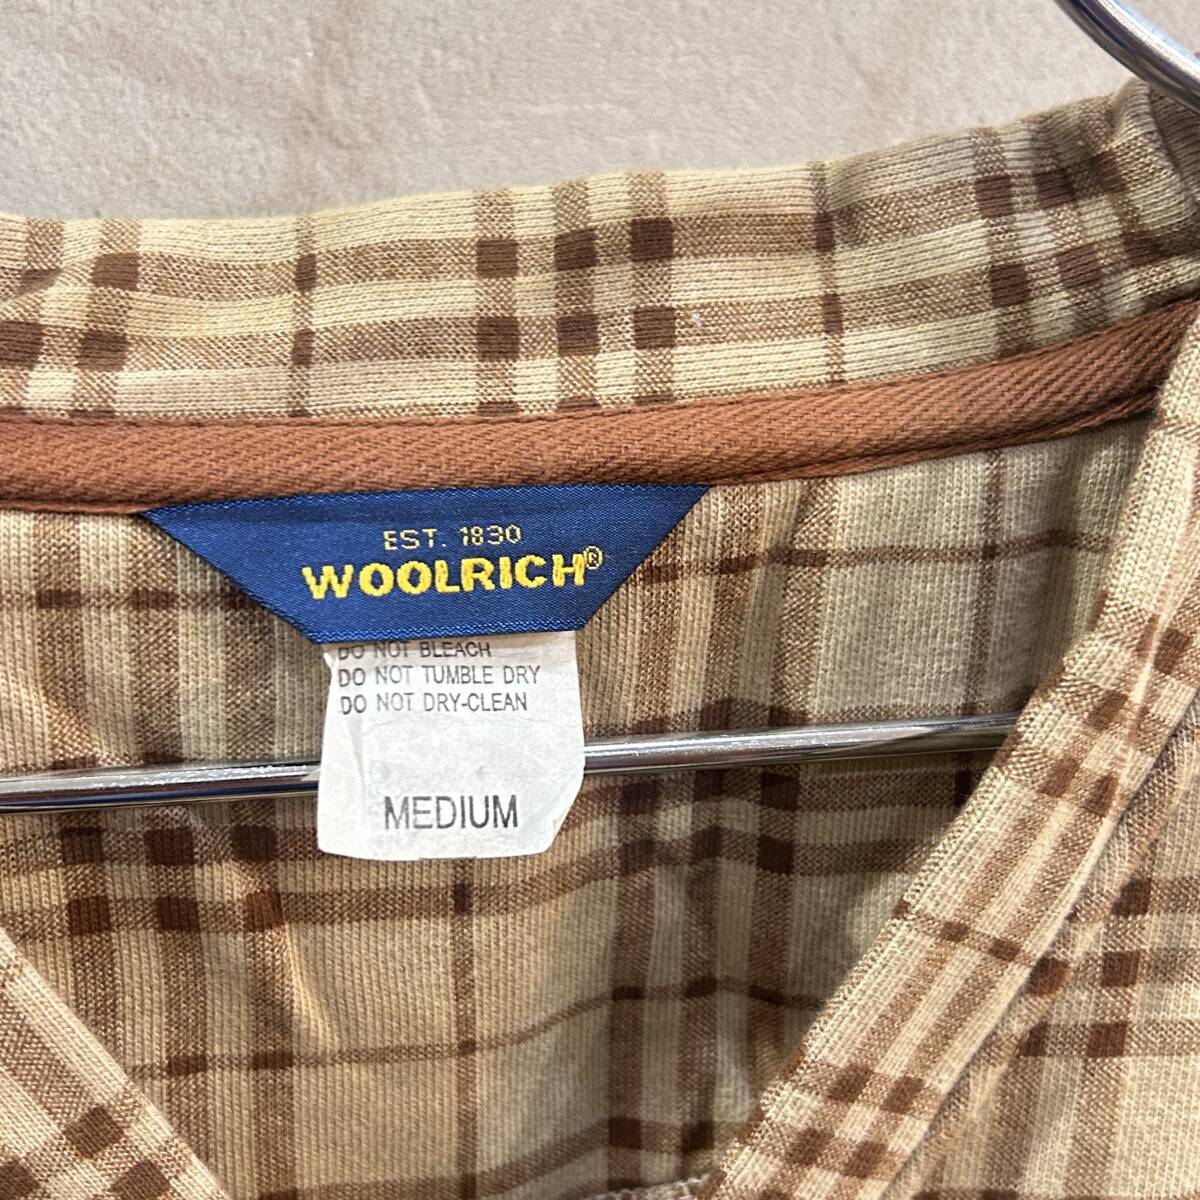 EST. 1830
WOOLRICH®
DO NOT BLEACH
DO NOT TUMBLE DRY
DO NOT DRY-CLEAN
MEDIUM